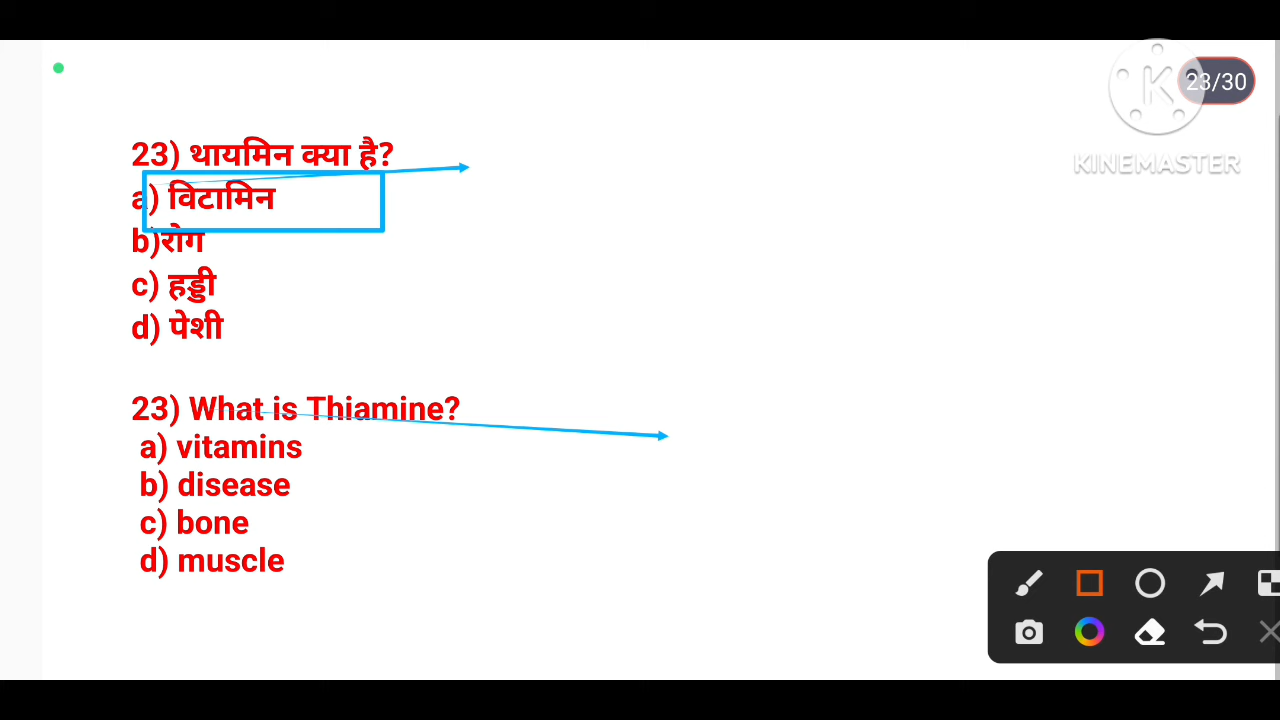 23/30
KINEMASTER
23) थायमिन क्या है?
a) विटामिन
b)रोग
c) हड्डी
d) पेशी
23) What is Thiamine?
a) vitamins
b) disease
c) bone
d) muscle